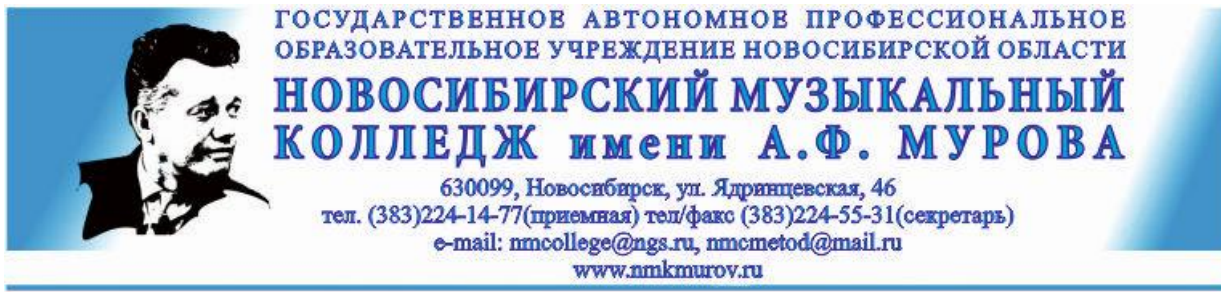 ГОСУДАРСТВЕННОЕ АВТОНОМНОЕ ПРОФЕССИОНАЛЬНОЕ
ОБРАЗОВАТЕЛЬНОЕ УЧРЕЖДЕНИЕ НОВОСИБИРСКОЙ ОБЛАСТИ
НОВОСИБИРСКИЙ МУЗЫКАЛЬНЫЙ
КОЛЛЕДЖ имени А.Ф. МУРОВА
630099, Новосибирск, ул. Ядринцевская, 46
тел. (383)224-14-77(приемная) тел/факс (383)224-55-31(секретарь)
e-mail: nmcollege@ngs.ru, nmcmetod@mail.ru
www.nmkmurov.ru